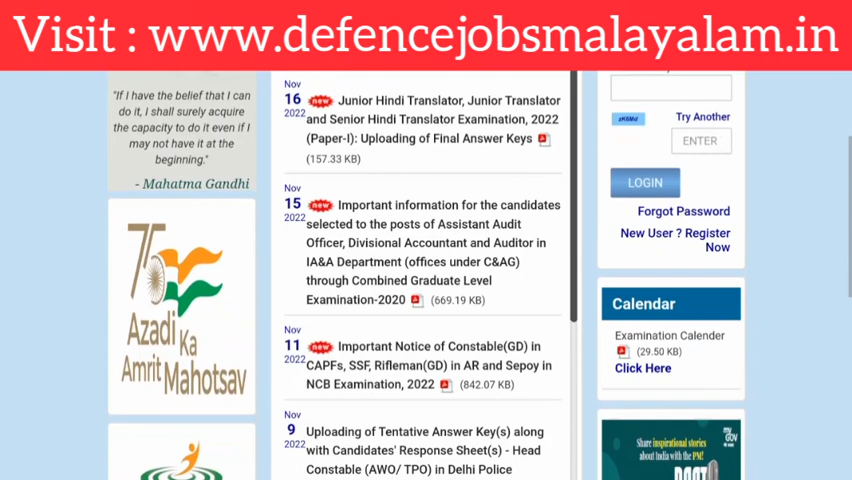 Visit : www.defencejobsmalayalam.in
"If I have the belief that I can
do it, I shall surely acquire
the capacity to do it even if I
may not have it at the
beginning."
- Mahatma Gandhi
75
Azadi Ka
Amrit Mahotsav
Nov
16
2022
new Junior Hindi Translator, Junior Translator
and Senior Hindi Translator Examination, 2022
(Paper-I): Uploading of Final Answer Keys
(157.33 KB)
Nov
15
2022
new Important information for the candidates
selected to the posts of Assistant Audit
Officer, Divisional Accountant and Auditor in
IA&A Department (offices under C&AG)
through Combined Graduate Level
Examination-2020 (669.19 KB)
Nov
11
2022
new Important Notice of Constable(GD) in
CAPFs, SSF, Rifleman(GD) in AR and Sepoy in
NCB Examination, 2022 (842.07 KB)
Nov
9
2022
Uploading of Tentative Answer Key(s) along
with Candidates' Response Sheet(s) - Head
Constable (AWO/ TPO) in Delhi Police
zK6Md
Try Another
ENTER
LOGIN
Forgot Password
New User ? Register
Now
Calendar
Examination Calender
(29.50 KB)
Click Here
Share inspirational stories
about India with the PM!
my
GOV